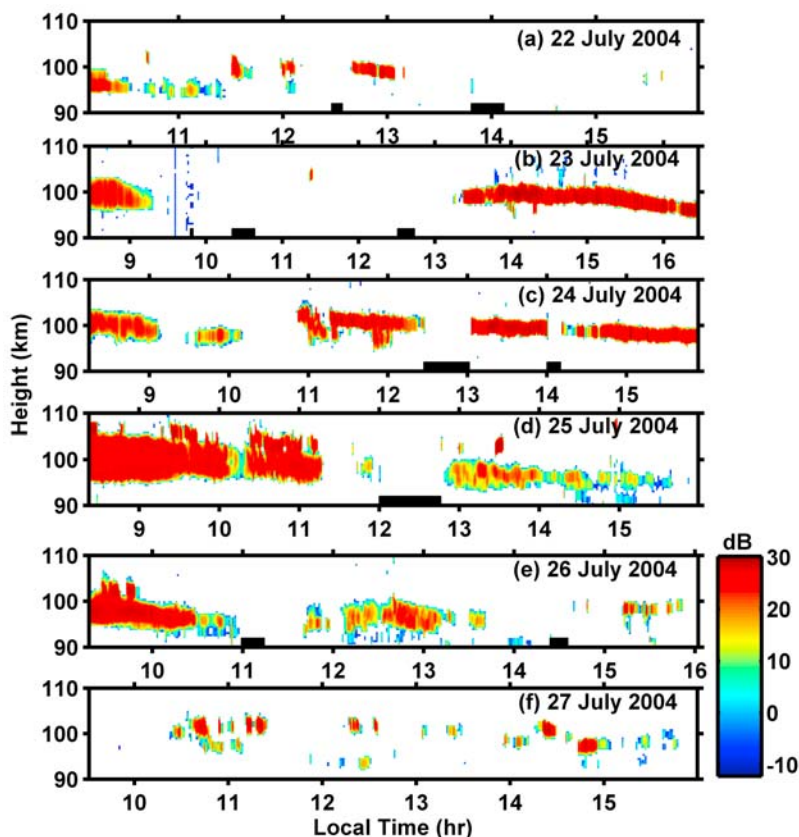 110
(a) 22 July 2004
100
90
11 12 13 14 15
110
(b) 23 July 2004
100
90
9 10 11 12 13 14 15 16
110
(c) 24 July 2004
100
90
9 10 11 12 13 14 15
110
(d) 25 July 2004
100
90
9 10 11 12 13 14 15
110
(e) 26 July 2004
100
90
10 11 12 13 14 15 16
110
(f) 27 July 2004
100
90
10 11 12 13 14 15
Height (km)
Local Time (hr)
dB
30
20
10
0
-10